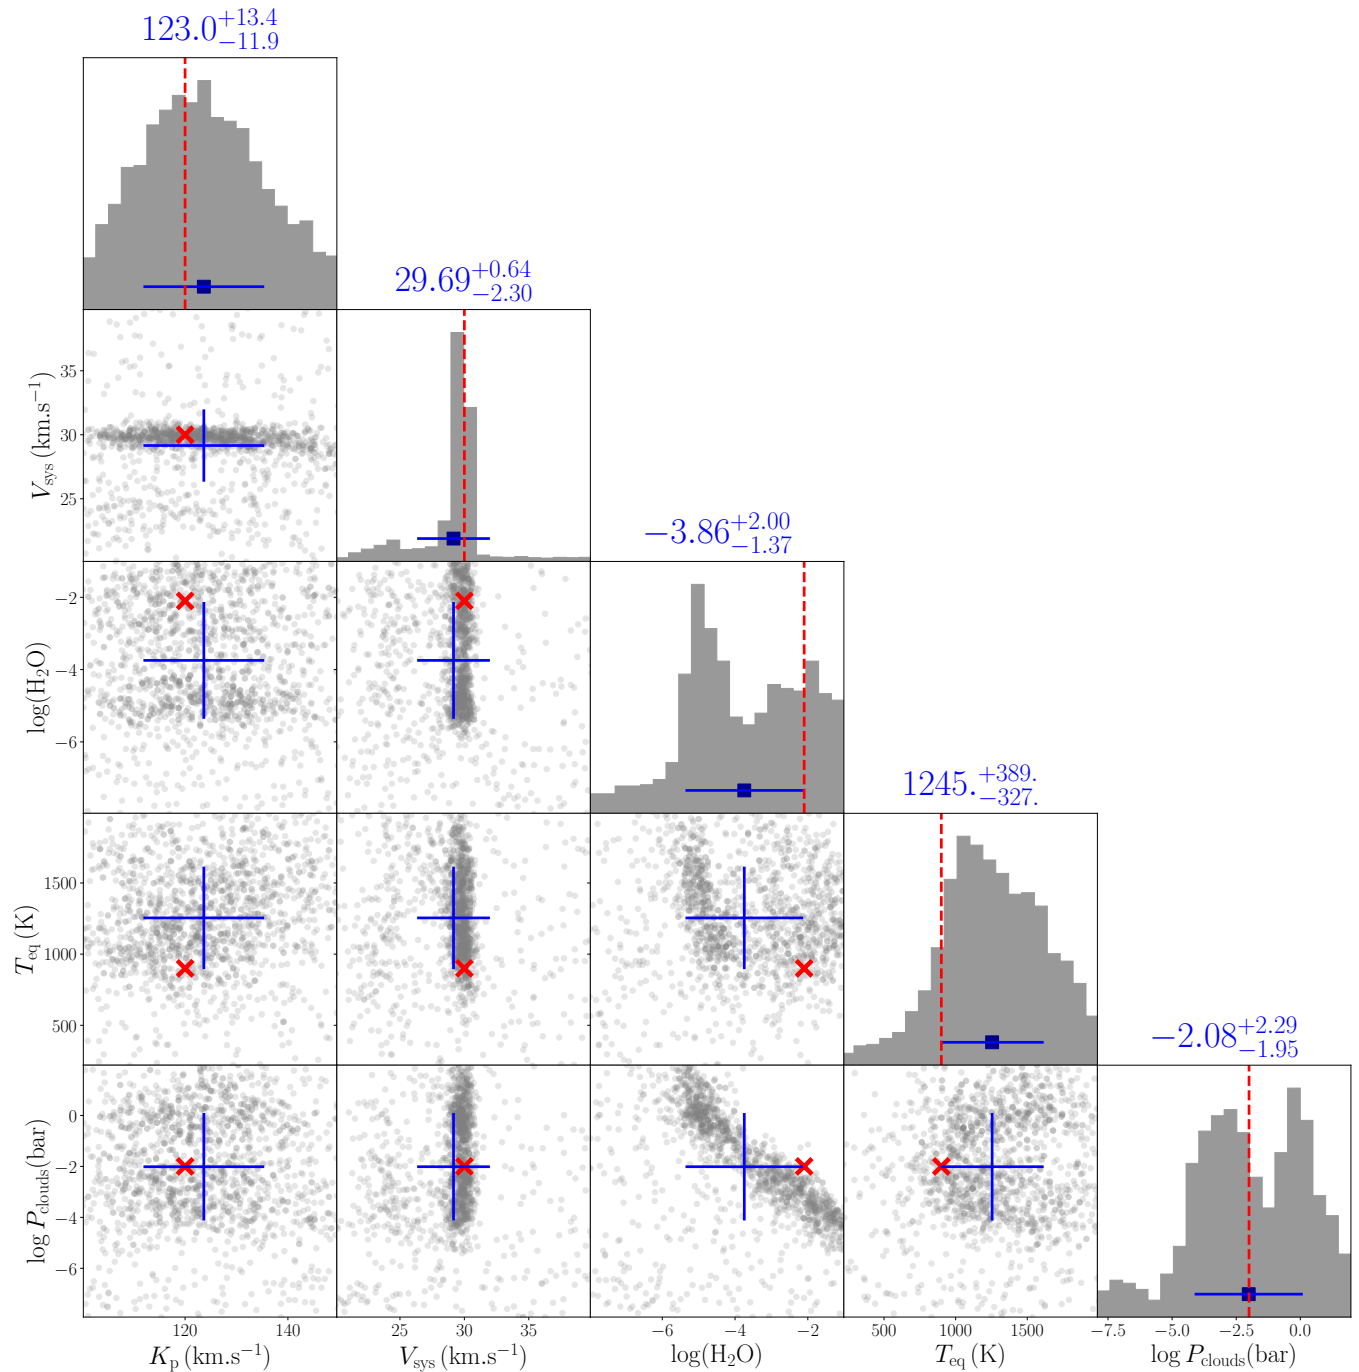 123.0+13.4−11.9
29.69+0.64−2.30
35
30
25
Vsys (km.s−1)
−3.86+2.00−1.37
−2
−4
−6
log(H2O)
1245.+389.−327.
1500
1000
500
Teq (K)
−2.08+2.29−1.95
0
−2
−4
−6
log Pclouds(bar)
120 140
25 30 35
−6 −4 −2
500 1000 1500
−7.5 −5.0 −2.5 0.0
Kp (km.s−1)
Vsys (km.s−1)
log(H2O)
Teq (K)
log Pclouds(bar)